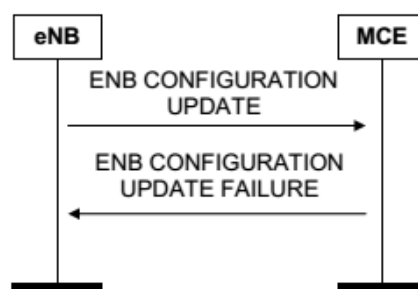 eNB
MCE
ENB CONFIGURATION
UPDATE
ENB CONFIGURATION
UPDATE FAILURE